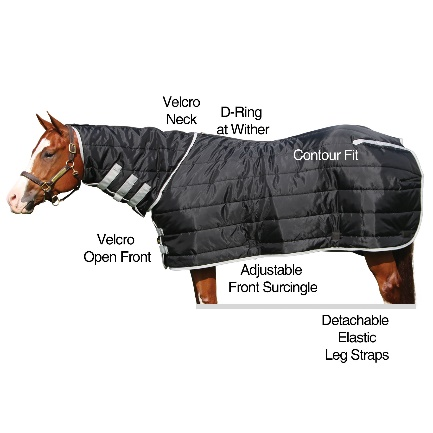 Velcro
Neck
D-Ring
at Wither
Contour Fit
Velcro
Open Front
Adjustable
Front Surcingle
Detachable
Elastic
Leg Straps